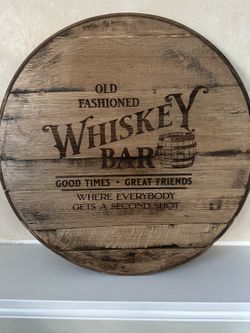 OLD
FASHIONED
WHISKEY
BAR
GOOD TIMES • GREAT FRIENDS
WHERE EVERYBODY
GETS A SECOND SHOT